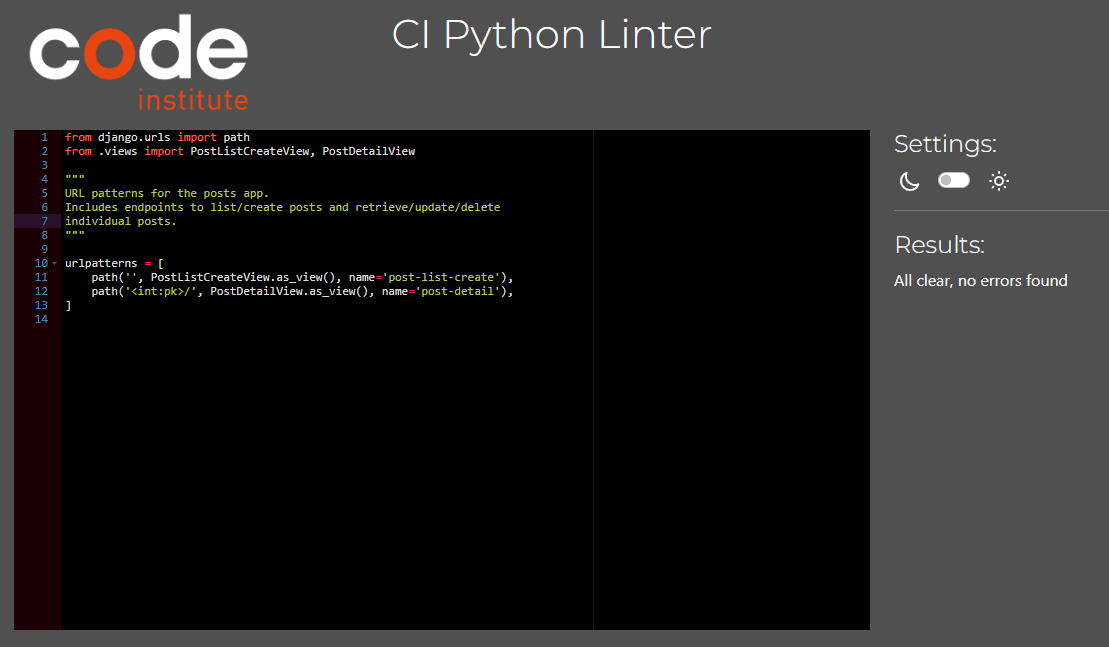 code
institute
CI Python Linter
1 from django.urls import path
2 from .views import PostListCreateView, PostDetailView
3
4 """
5 URL patterns for the posts app.
6 Includes endpoints to list/create posts and retrieve/update/delete
7 individual posts.
8 """
9
10 urlpatterns = [
11     path('', PostListCreateView.as_view(), name='post-list-create'),
12     path('<int:pk>/', PostDetailView.as_view(), name='post-detail'),
13 ]
14
Settings:
Results:
All clear, no errors found